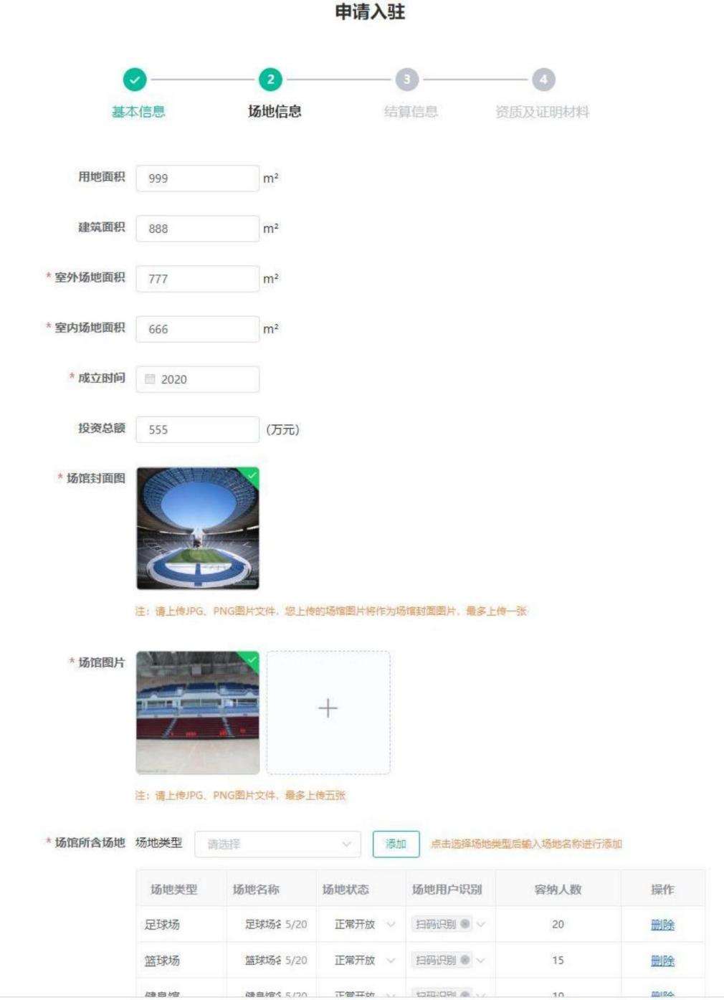 申请入驻
2 3 4
基本信息 场地信息 结算信息 资质及证明材料
用地面积 999 m²
建筑面积 888 m²
* 室外场地面积 777 m²
* 室内场地面积 666 m²
* 成立时间 2020
投资总额 555 (万元)
* 场馆封面图
注：请上传JPG、PNG图片文件，您上传的场馆图片将作为场馆封面图片，最多上传一张
* 场馆图片
注：请上传JPG、PNG图片文件，最多上传五张
* 场馆所含场地 场地类型 请选择 添加 点击选择场地类型后输入场地名称进行添加
场地类型 场地名称 场地状态 场地用户识别 容纳人数 操作
足球场 足球场 5/20 正常开放 扫码识别 20 删除
篮球场 篮球场 5/20 正常开放 扫码识别 15 删除
健身馆 健身馆 5/20 正常开放 扫码识别 10 删除